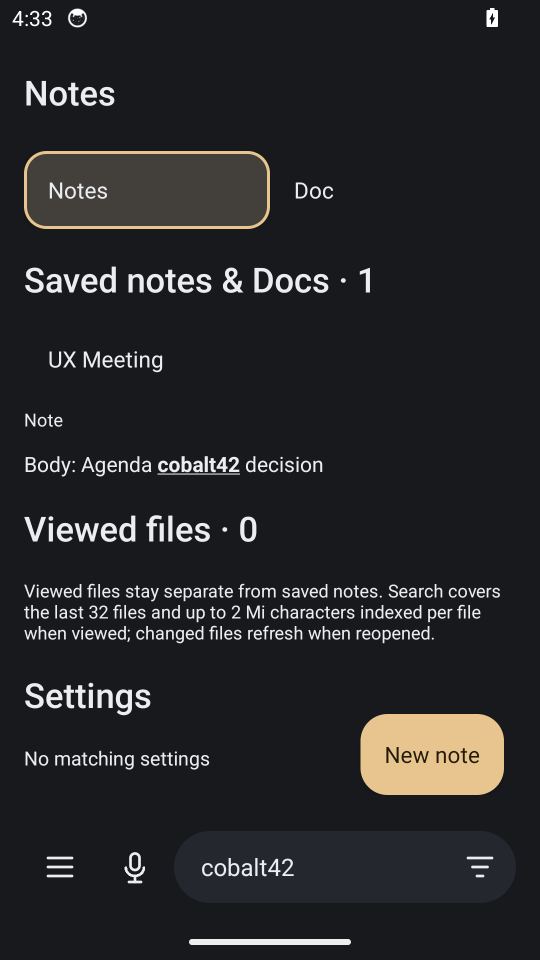 4:33
Notes
Notes
Doc
Saved notes & Docs · 1
UX Meeting
Note
Body: Agenda cobalt42 decision
Viewed files · 0
Viewed files stay separate from saved notes. Search covers
the last 32 files and up to 2 Mi characters indexed per file
when viewed; changed files refresh when reopened.
Settings
No matching settings
New note
cobalt42